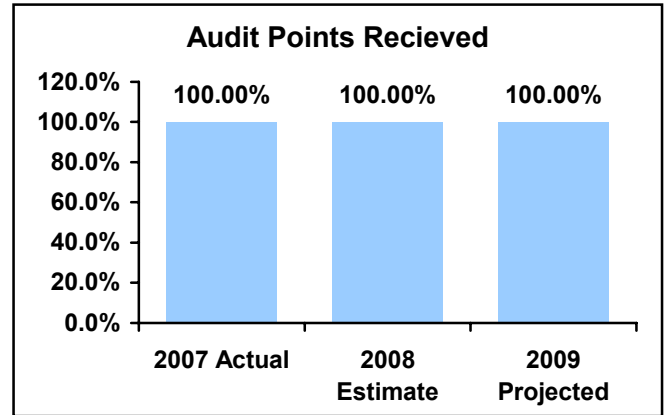 Audit Points Recieved
120.0%
100.0%
80.0%
60.0%
40.0%
20.0%
0.0%
100.00% 100.00% 100.00%
2007 Actual 2008 2009
Estimate Projected